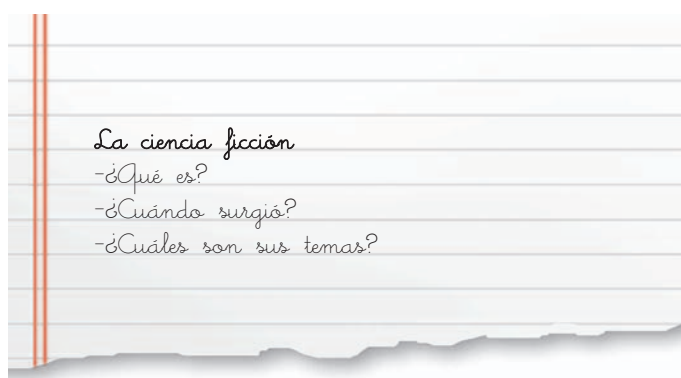 La ciencia ficción
-¿Qué es?
-¿Cuándo surgió?
-¿Cuáles son sus temas?